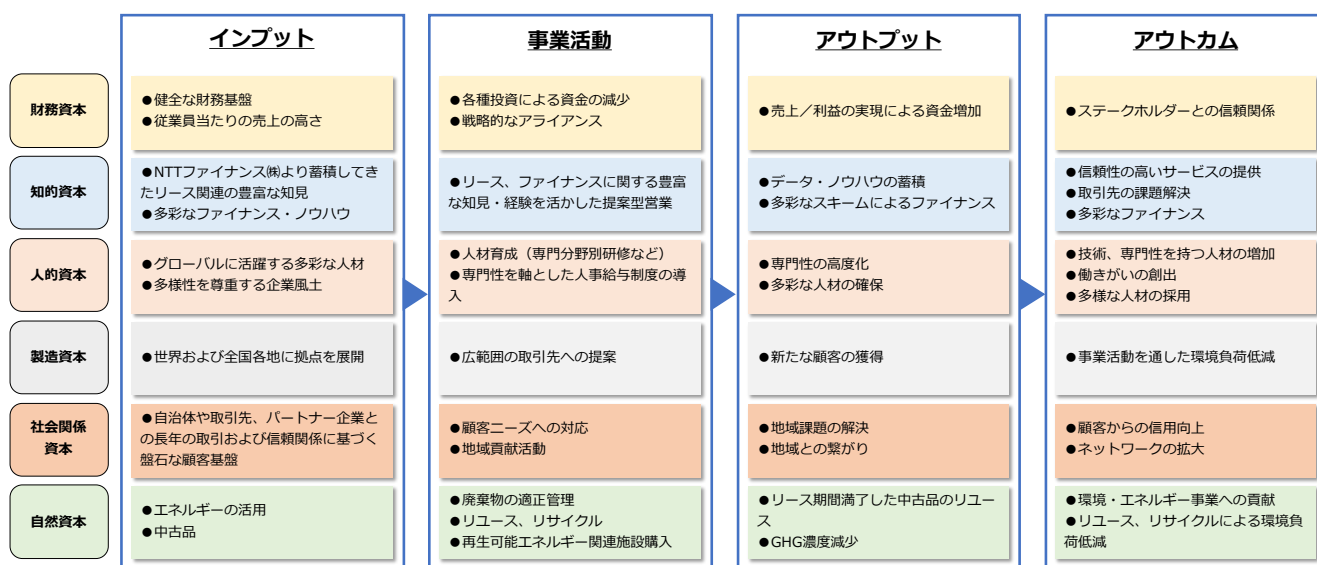 インプット
事業活動
アウトプット
アウトカム
財務資本
●健全な財務基盤
●従業員当たりの売上の高さ
●各種投資による資金の減少
●戦略的なアライアンス
●売上／利益の実現による資金増加
●ステークホルダーとの信頼関係
知的資本
●NTTファイナンス㈱より蓄積してき
たリース関連の豊富な知見
●多彩なファイナンス・ノウハウ
●リース、ファイナンスに関する豊富
な知見・経験を活かした提案型営業
●データ・ノウハウの蓄積
●多彩なスキームによるファイナンス
●信頼性の高いサービスの提供
●取引先の課題解決
●多彩なファイナンス
人的資本
●グローバルに活躍する多彩な人材
●多様性を尊重する企業風土
●人材育成（専門分野別研修など）
●専門性を軸とした人事給与制度の導
入
●専門性の高度化
●多彩な人材の確保
●技術、専門性を持つ人材の増加
●働きがいの創出
●多様な人材の採用
製造資本
●世界および全国各地に拠点を展開
●広範囲の取引先への提案
●新たな顧客の獲得
●事業活動を通した環境負荷低減
社会関係
資本
●自治体や取引先、パートナー企業と
の長年の取引および信頼関係に基づく
盤石な顧客基盤
●顧客ニーズへの対応
●地域貢献活動
●地域課題の解決
●地域との繋がり
●顧客からの信用向上
●ネットワークの拡大
自然資本
●エネルギーの活用
●中古品
●廃棄物の適正管理
●リユース、リサイクル
●再生可能エネルギー関連施設購入
●リース期間満了した中古品のリユー
ス
●GHG濃度減少
●環境・エネルギー事業への貢献
●リユース、リサイクルによる環境負
荷低減